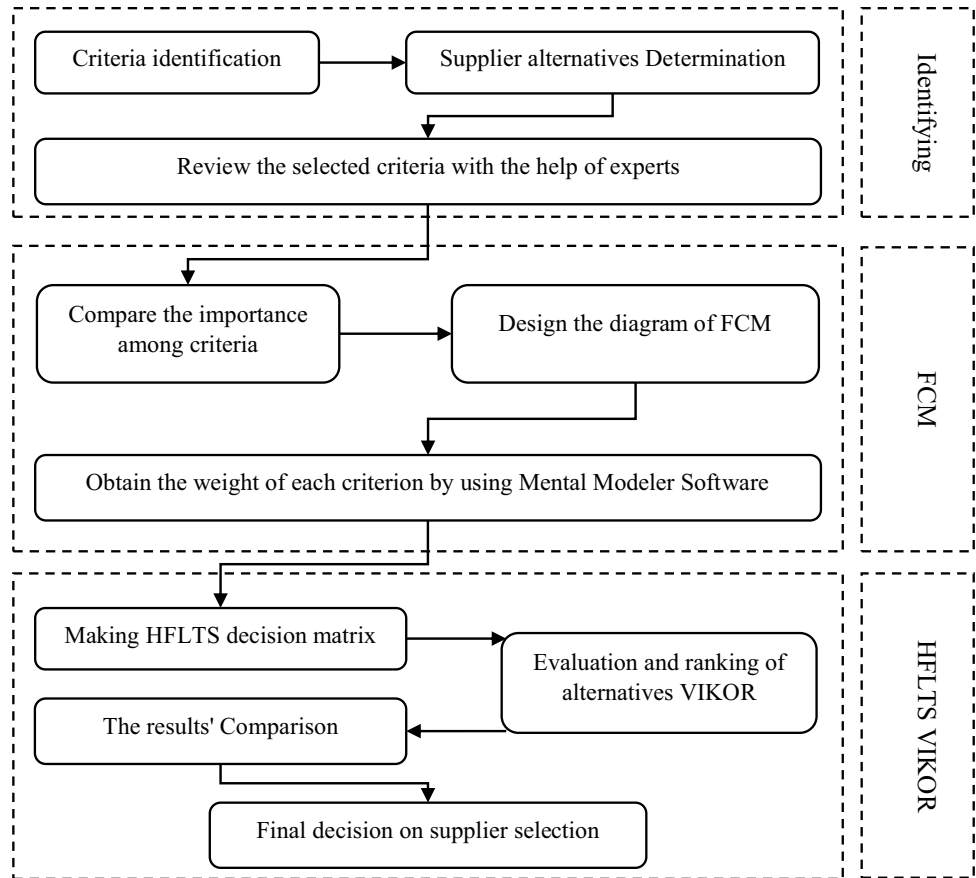 Criteria identification
Supplier alternatives Determination
Review the selected criteria with the help of experts
Identifying
Compare the importance
among criteria
Design the diagram of FCM
Obtain the weight of each criterion by using Mental Modeler Software
FCM
Making HFLTS decision matrix
Evaluation and ranking of
alternatives VIKOR
The results' Comparison
Final decision on supplier selection
HFLTS VIKOR